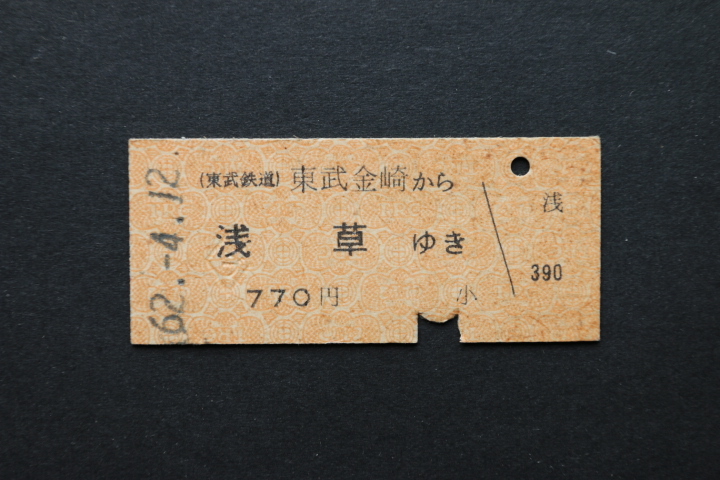 62.-4.12.
(東武鉄道) 東武金崎から
浅草ゆき
770円 小
浅
390